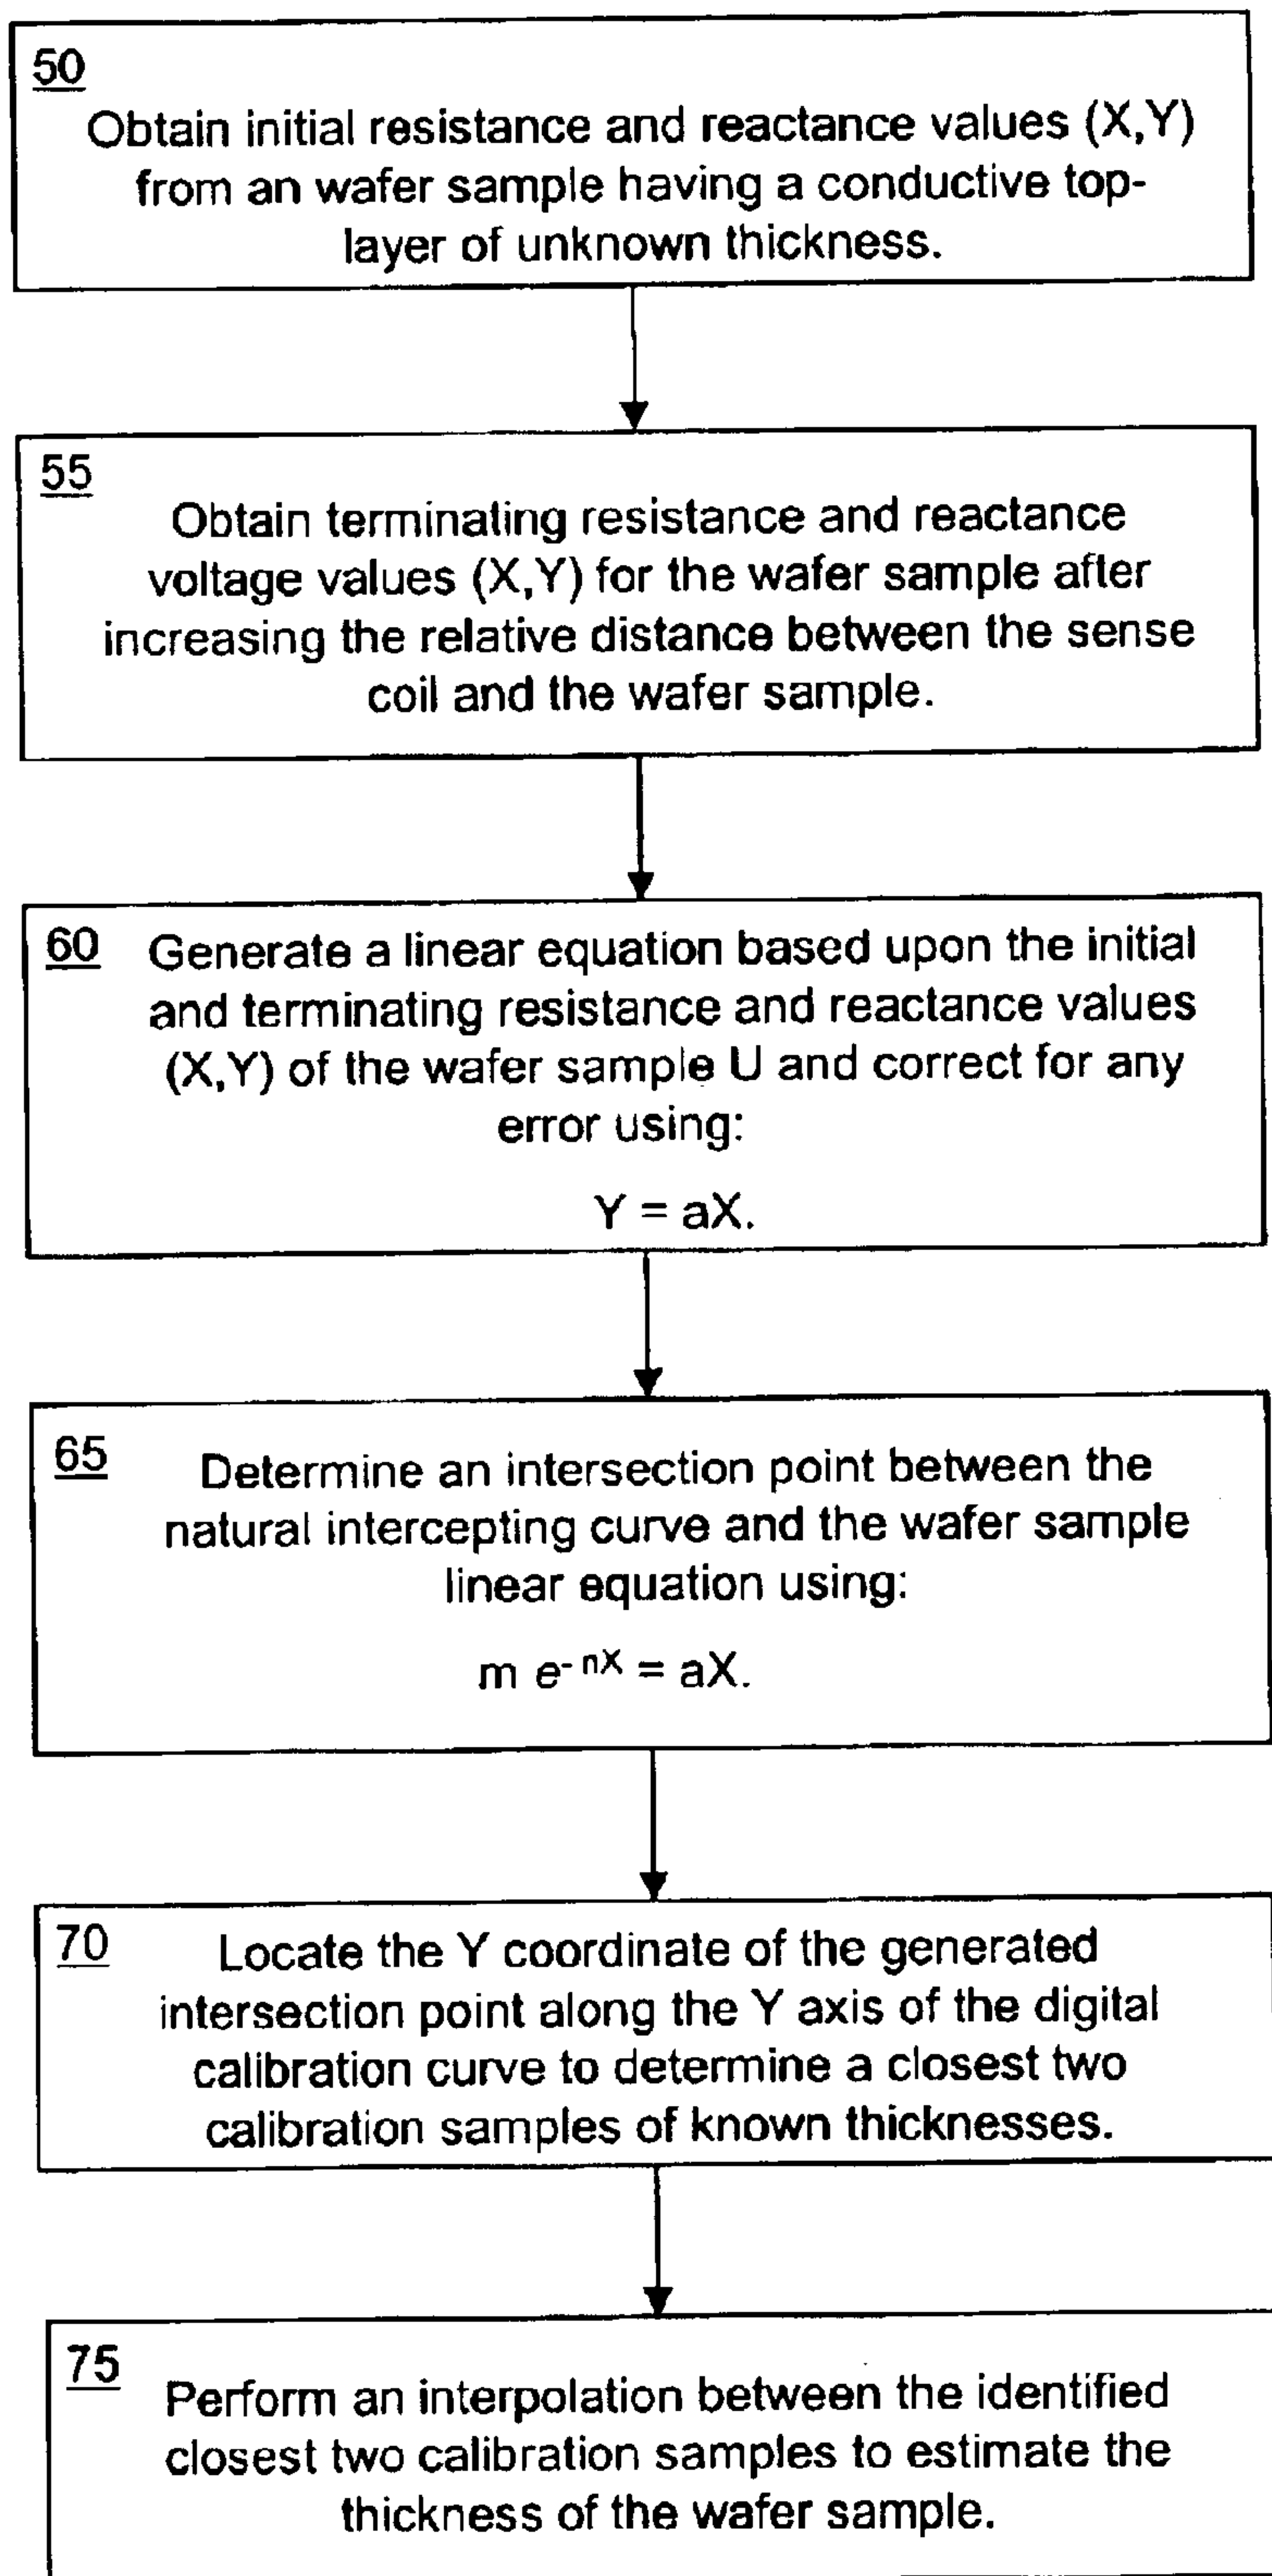 50
Obtain initial resistance and reactance values (X,Y)
from an wafer sample having a conductive top-
layer of unknown thickness.
55
Obtain terminating resistance and reactance
voltage values (X,Y) for the wafer sample after
increasing the relative distance between the sense
coil and the wafer sample.
60 Generate a linear equation based upon the initial
and terminating resistance and reactance values
(X,Y) of the wafer sample U and correct for any
error using:
Y = aX.
65
Determine an intersection point between the
natural intercepting curve and the wafer sample
linear equation using:
m e^{-nX} = aX.
70
Locate the Y coordinate of the generated
intersection point along the Y axis of the digital
calibration curve to determine a closest two
calibration samples of known thicknesses.
75
Perform an interpolation between the identified
closest two calibration samples to estimate the
thickness of the wafer sample.